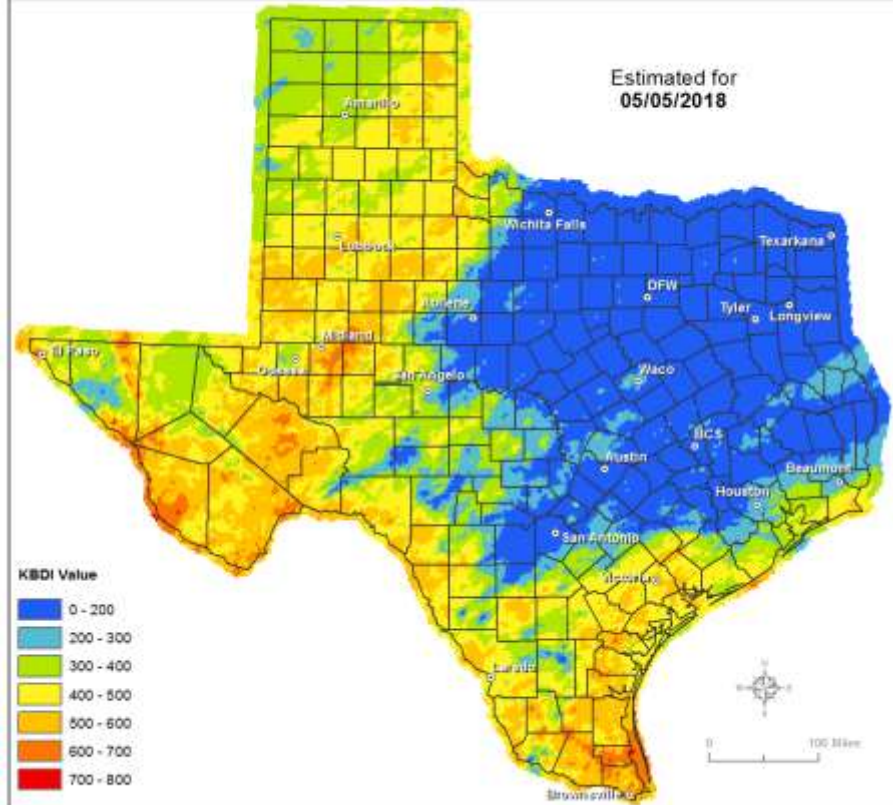 Estimated for
05/05/2018
Amarillo
Wichita Falls
Texarkana
Lubbock
DFW
Abilene
Tyler
Longview
Midland
El Paso
Odessa
San Angelo
Waco
BCS
Austin
Beaumont
Houston
San Antonio
Victoria
Laredo
Brownsville
KBDI Value
0 - 200
200 - 300
300 - 400
400 - 500
500 - 600
600 - 700
700 - 800
0 100 Miles